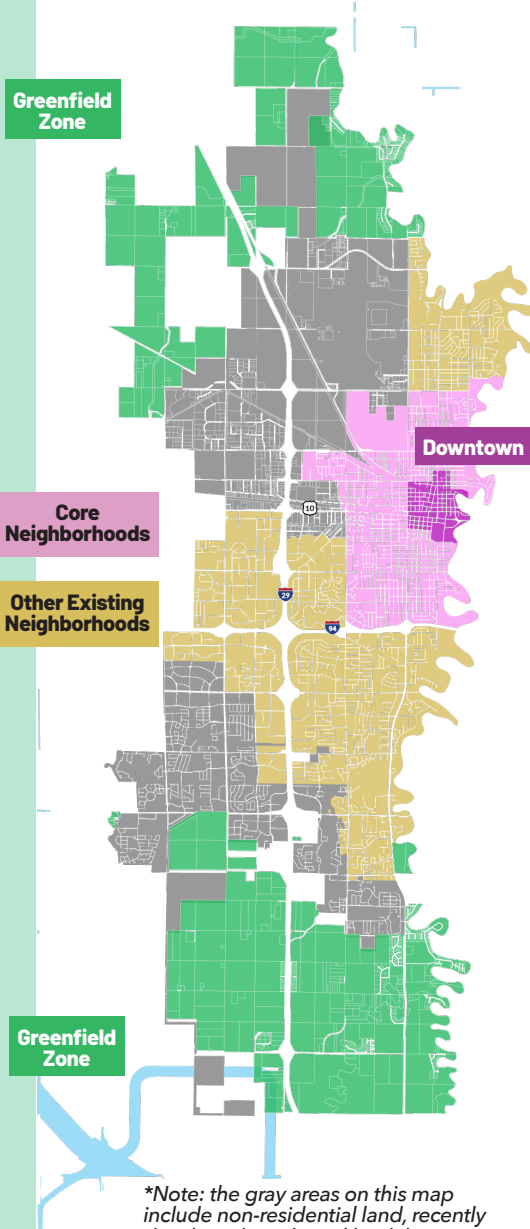 Greenfield
Zone
Downtown
Core
Neighborhoods
10
Other Existing
Neighborhoods
29
94
Greenfield
Zone
*Note: the gray areas on this map
include non-residential land, recently